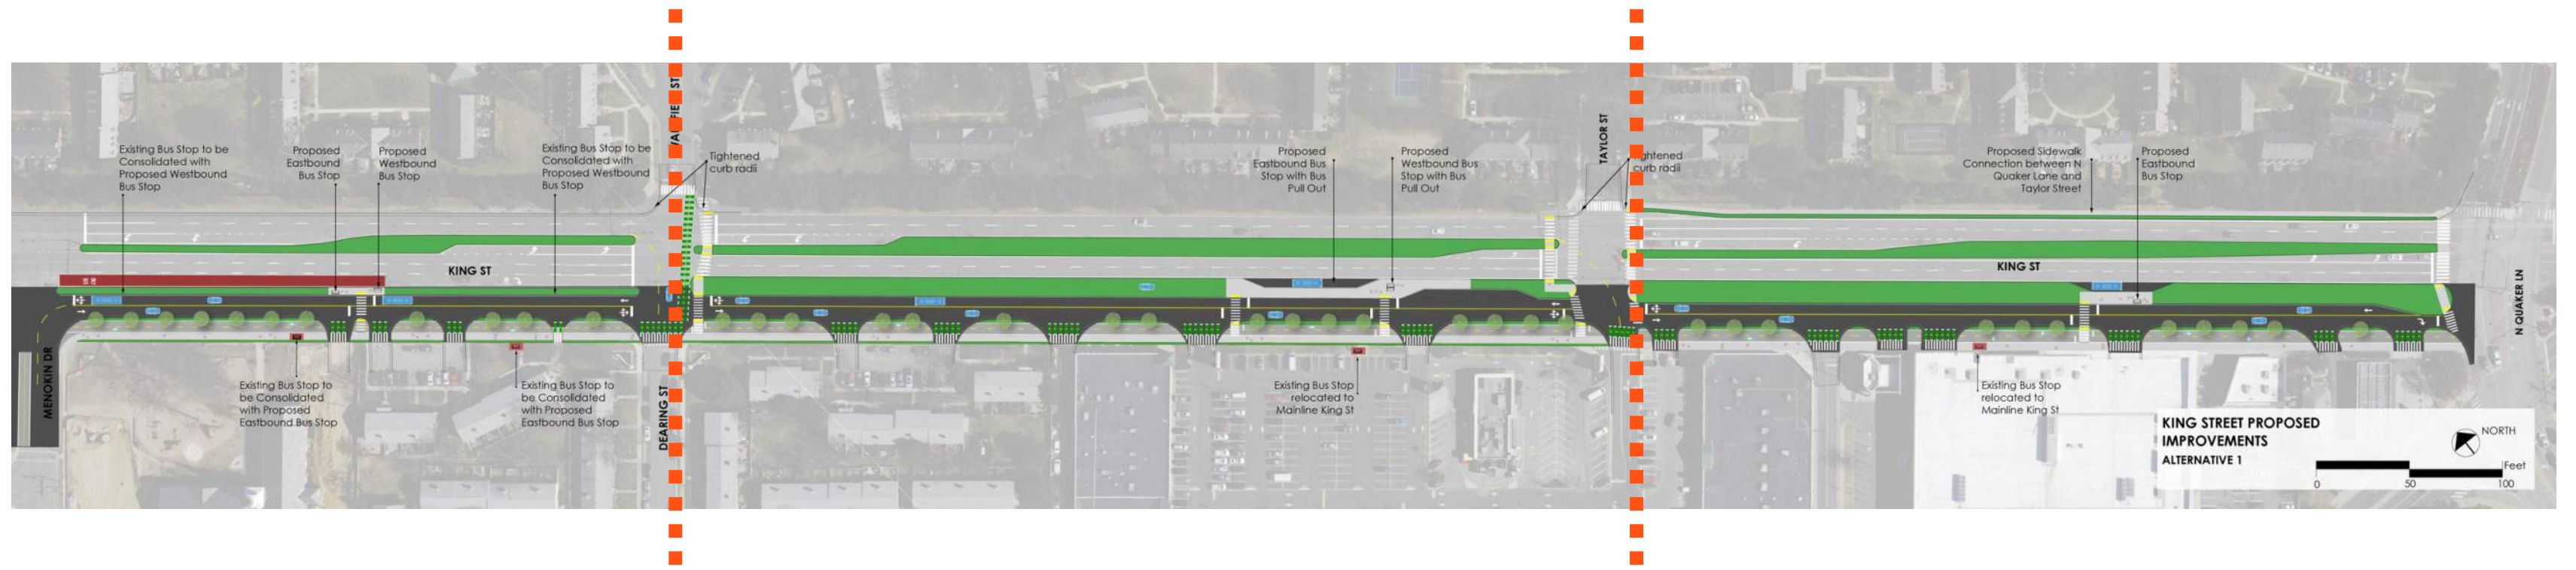 Existing Bus Stop to be
Consolidated with
Proposed Westbound
Bus Stop
Proposed
Eastbound
Bus Stop
Proposed
Westbound
Bus Stop
Existing Bus Stop to be
Consolidated with
Proposed Westbound
Bus Stop
Tightened
curb radii
Proposed
Eastbound Bus
Stop with Bus
Pull Out
Proposed
Westbound Bus
Stop with Bus
Pull Out
TAYLOR ST
curb radii
Proposed Sidewalk
Connection between N
Quaker Lane and
Taylor Street
Proposed
Eastbound
Bus Stop
KING ST
KING ST
N QUAKER LN
MENOKIN DR
DEARING ST
Existing Bus Stop to
be Consolidated
with Proposed
Eastbound Bus Stop
Existing Bus Stop to
be Consolidated
with Proposed
Eastbound Bus Stop
Existing Bus Stop
relocated to
Mainline King St
Existing Bus Stop
relocated to
Mainline King St
KING STREET PROPOSED
IMPROVEMENTS
ALTERNATIVE 1
NORTH
Feet
0 50 100